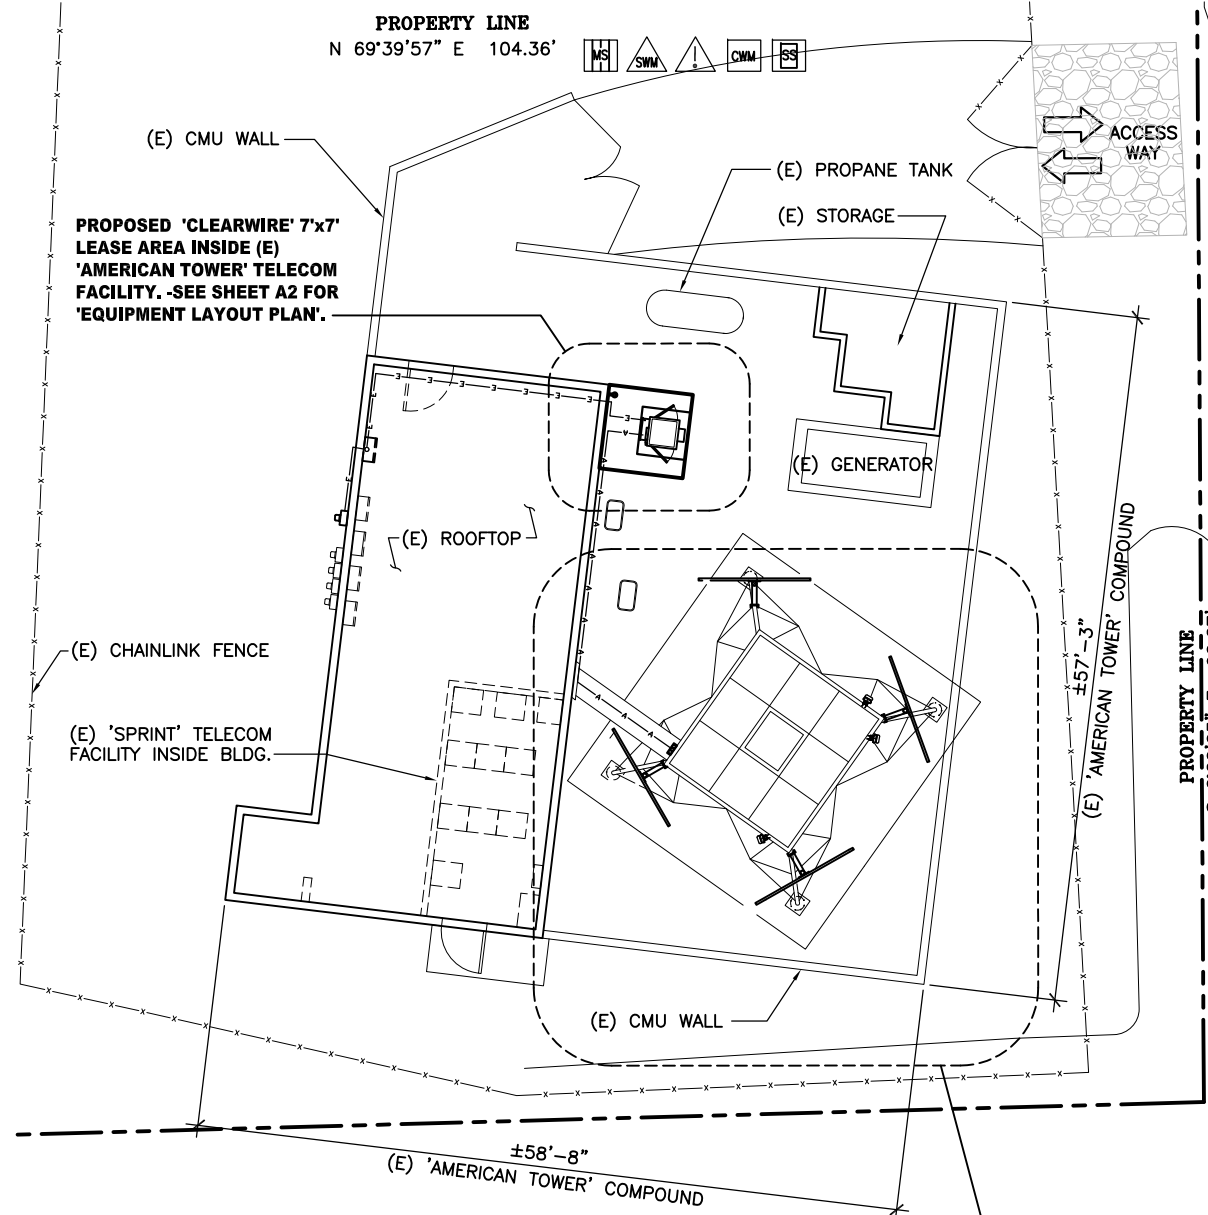 PROPERTY LINE
N 69°39'57" E 104.36'
MS
SWM
!
CWM
SS
(E) CMU WALL
ACCESS
WAY
(E) PROPANE TANK
(E) STORAGE
PROPOSED 'CLEARWIRE' 7'x7'
LEASE AREA INSIDE (E)
'AMERICAN TOWER' TELECOM
FACILITY. -SEE SHEET A2 FOR
'EQUIPMENT LAYOUT PLAN'.
(E) GENERATOR
(E) ROOFTOP
±57'-3"
(E) 'AMERICAN TOWER' COMPOUND
PROPERTY LINE
(E) CHAINLINK FENCE
(E) 'SPRINT' TELECOM
FACILITY INSIDE BLDG.
(E) CMU WALL
±58'-8"
(E) 'AMERICAN TOWER' COMPOUND